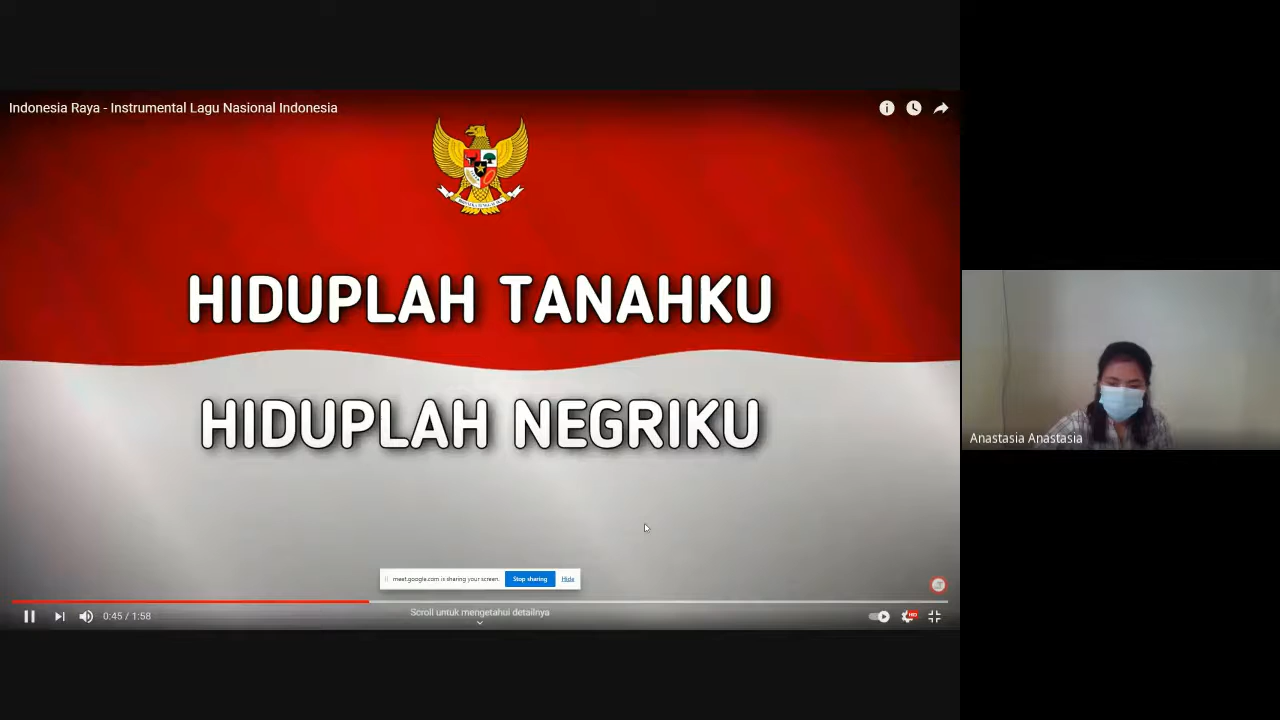 Indonesia Raya - Instrumental Lagu Nasional Indonesia
HIDUPLAH TANAHKU
HIDUPLAH NEGRIKU
Anastasia Anastasia
meet.google.com is sharing your screen.
Stop sharing
Hide
0:45 / 1:58
Scroll untuk mengetahui detailnya
HD